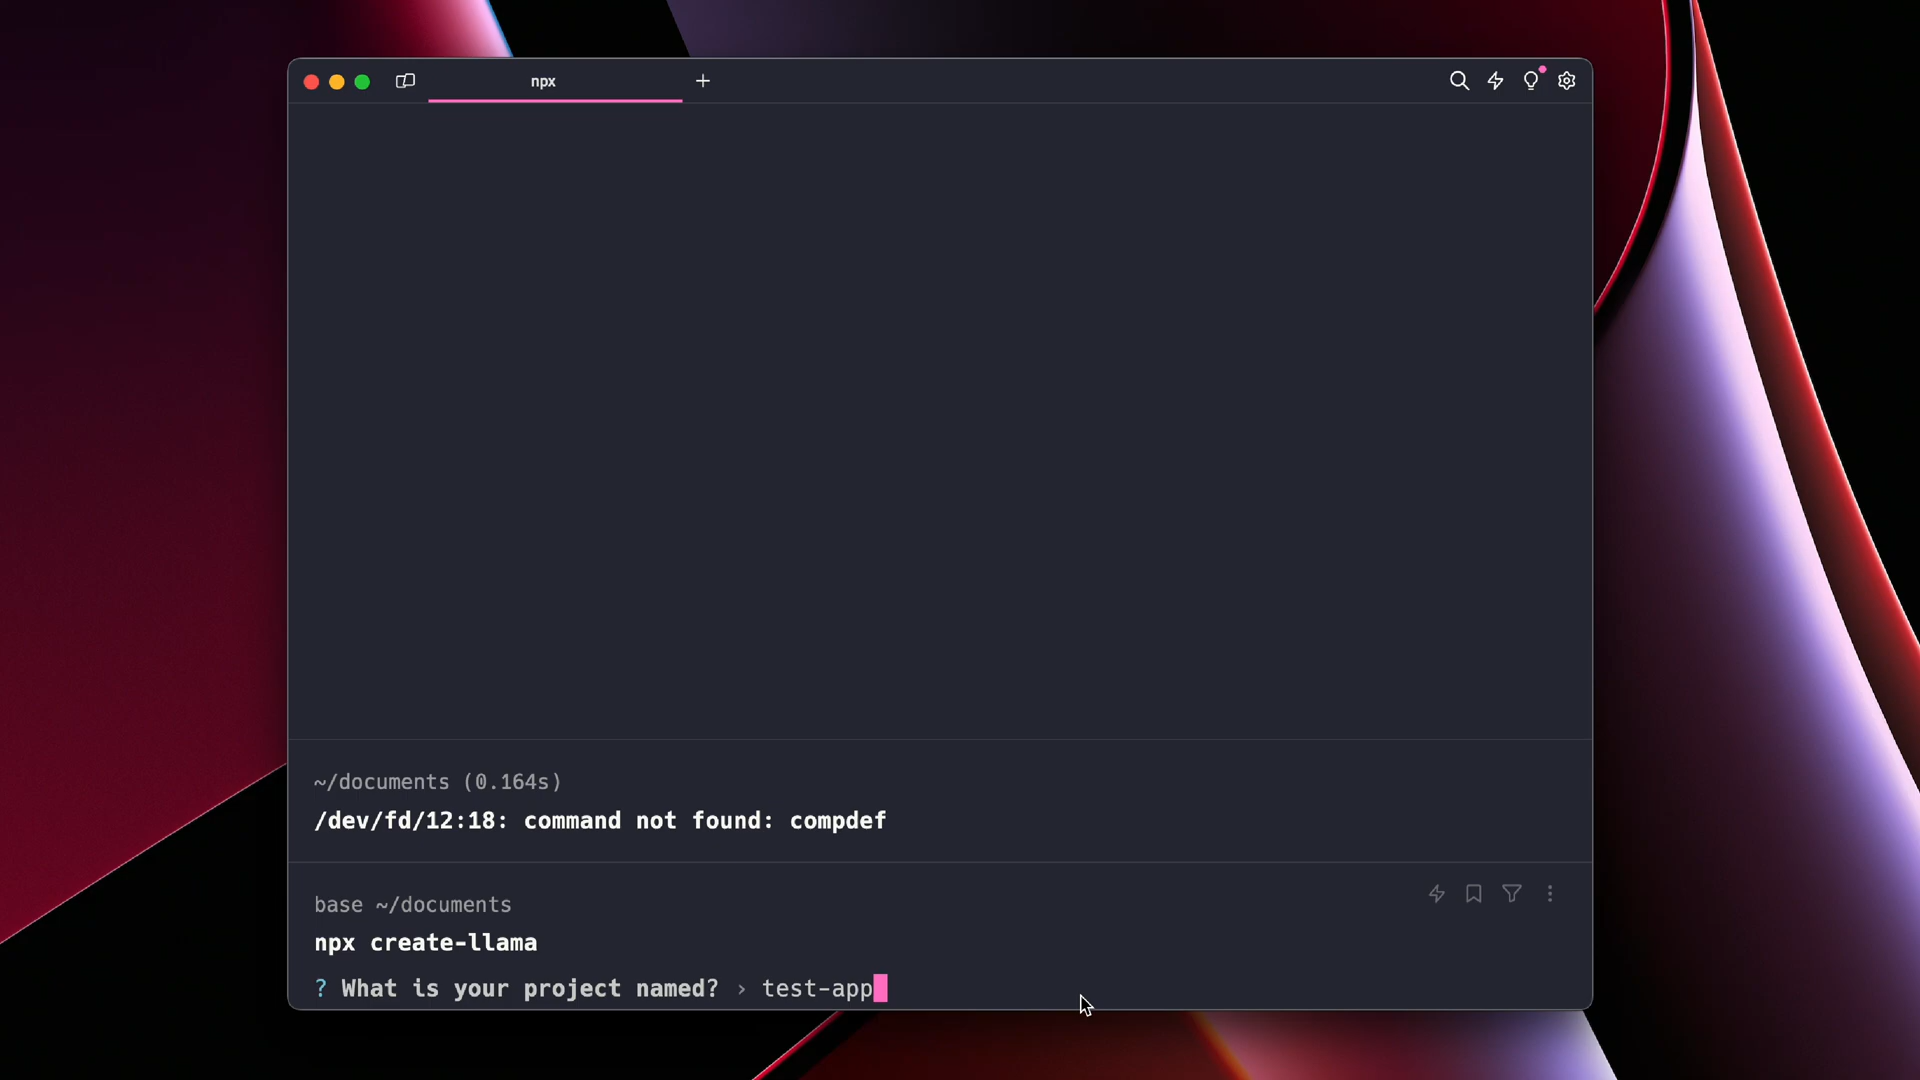 npx
~/documents (0.164s)
/dev/fd/12:18: command not found: compdef
base ~/documents
npx create-llama
? What is your project named? › test-app